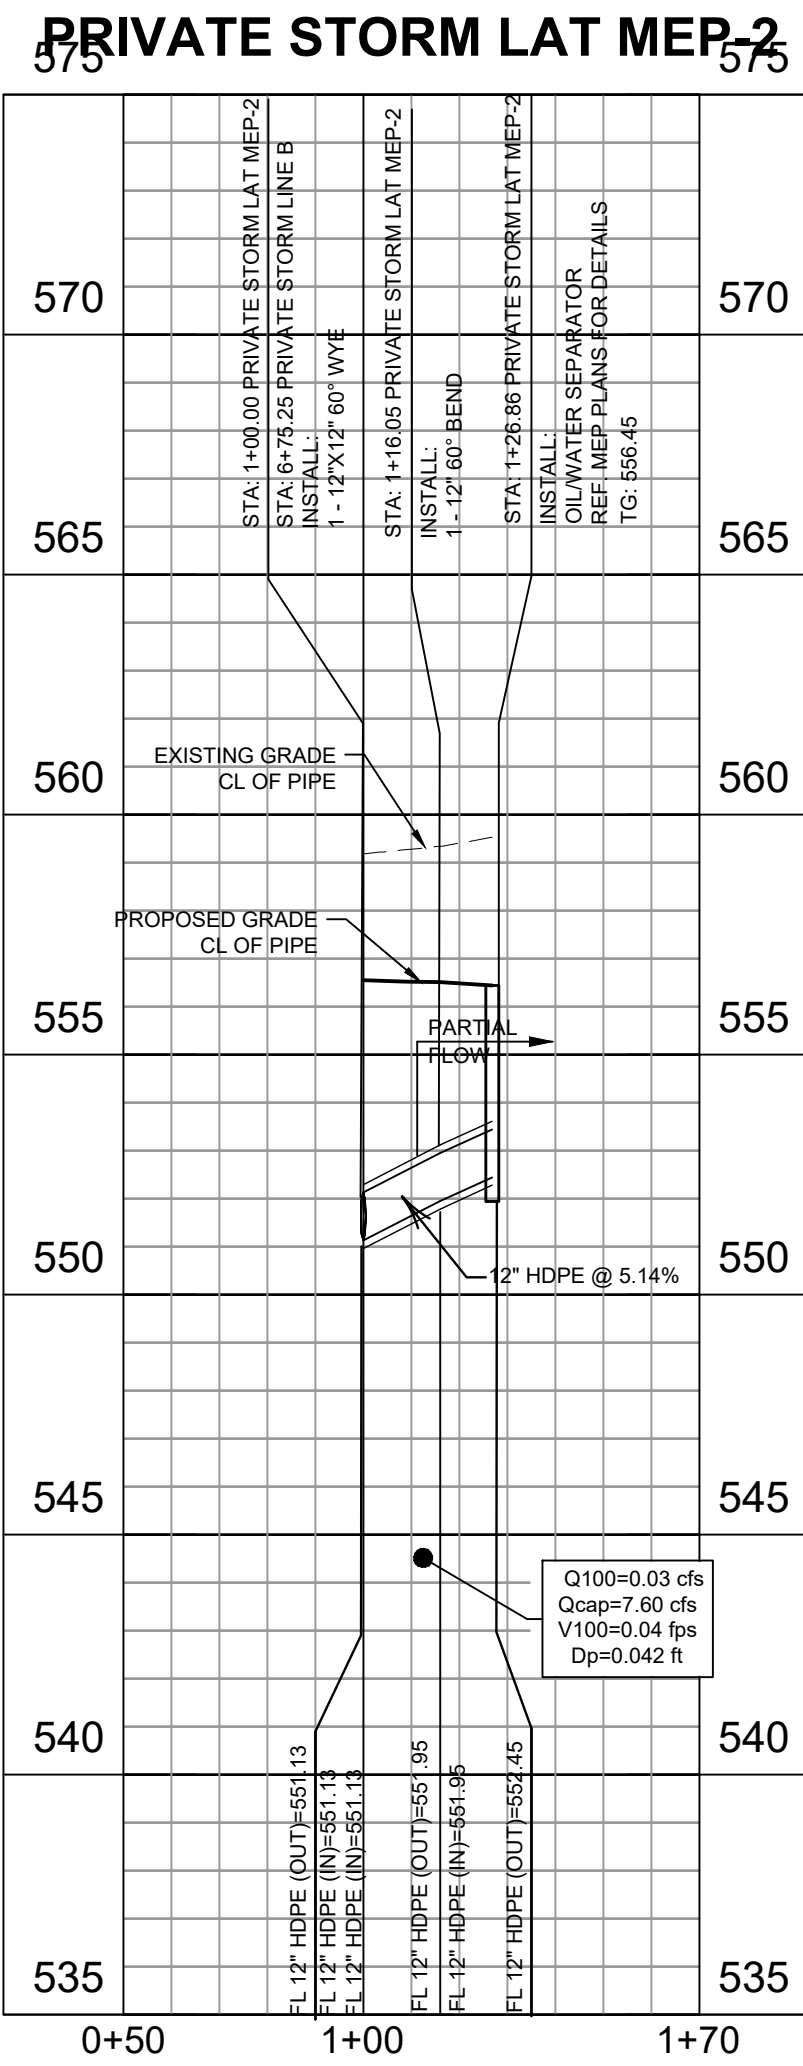 PRIVATE STORM LAT MEP-2
575
575
STA: 1+00.00 PRIVATE STORM LAT MEP-2
STA: 6+75.25 PRIVATE STORM LINE B
INSTALL:
1 - 12"X12" 60° WYE
STA: 1+16.05 PRIVATE STORM LAT MEP-2
INSTALL:
1 - 12" 60° BEND
STA: 1+26.86 PRIVATE STORM LAT MEP-2
INSTALL:
OIL/WATER SEPARATOR
REF. MEP PLANS FOR DETAILS
TG: 556.45
570
570
565
565
EXISTING GRADE
CL OF PIPE
560
560
PROPOSED GRADE
CL OF PIPE
555
555
PARTIAL
FLOW
550
550
12" HDPE @ 5.14%
545
545
Q100=0.03 cfs
Qcap=7.60 cfs
V100=0.04 fps
Dp=0.042 ft
540
540
FL 12" HDPE (OUT)=551.13
FL 12" HDPE (IN)=551.13
FL 12" HDPE (IN)=551.13
FL 12" HDPE (OUT)=551.95
FL 12" HDPE (IN)=551.95
FL 12" HDPE (OUT)=552.45
535
535
0+50
1+00
1+70